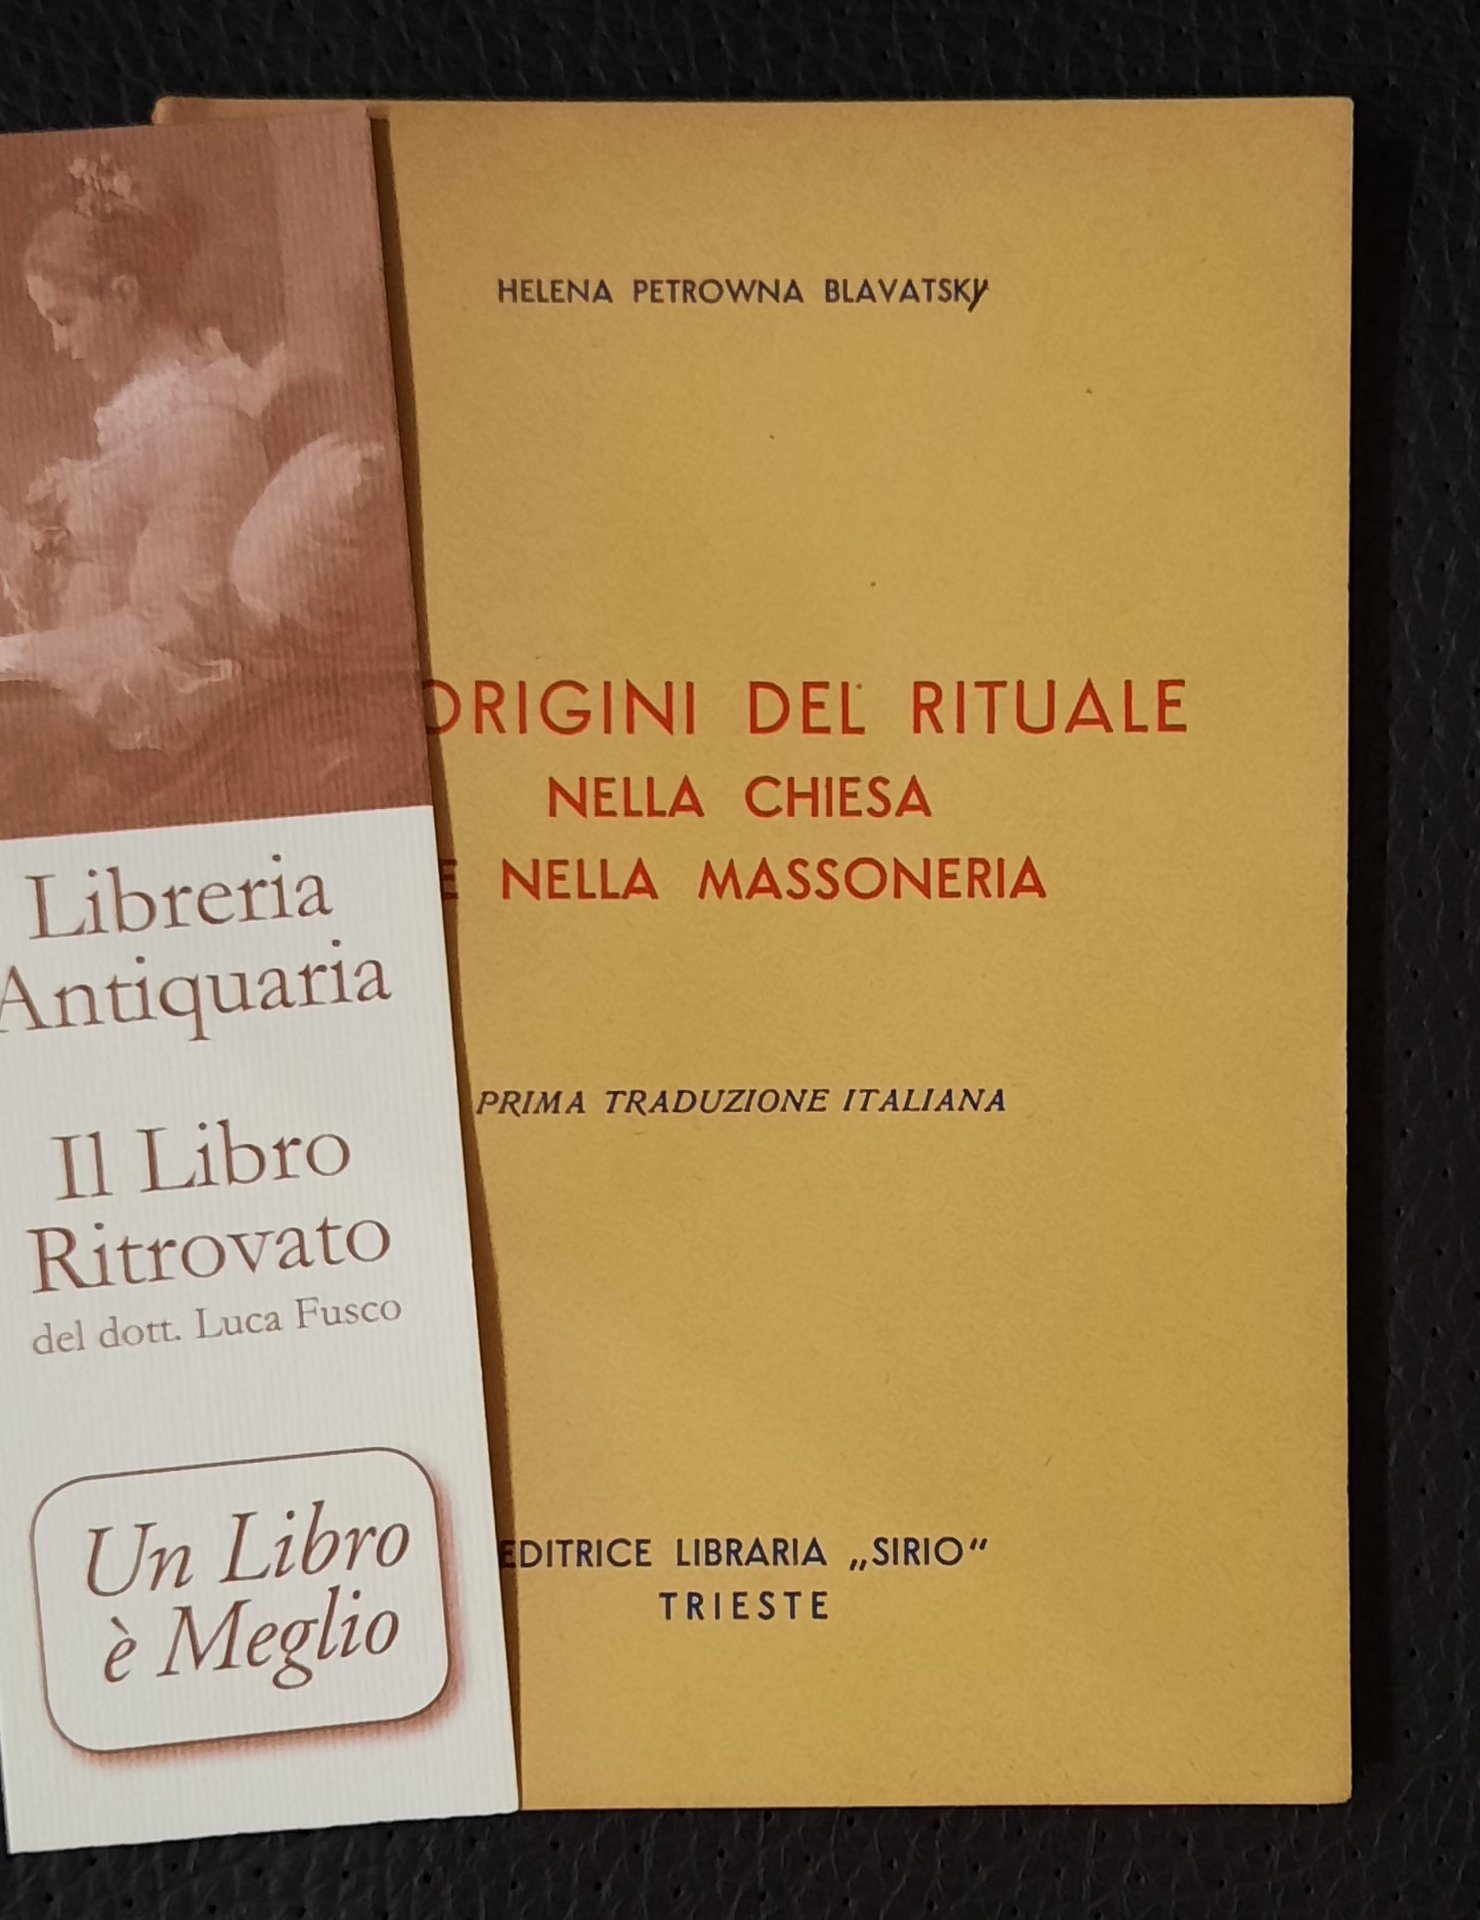 HELENA PETROWNA BLAVATSKY
ORIGINI DEL RITUALE
NELLA CHIESA
E NELLA MASSONERIA
PRIMA TRADUZIONE ITALIANA
EDITRICE LIBRARIA „SIRIO“
TRIESTE
Libreria
Antiquaria
Il Libro
Ritrovato
del dott. Luca Fusco
Un Libro
è Meglio